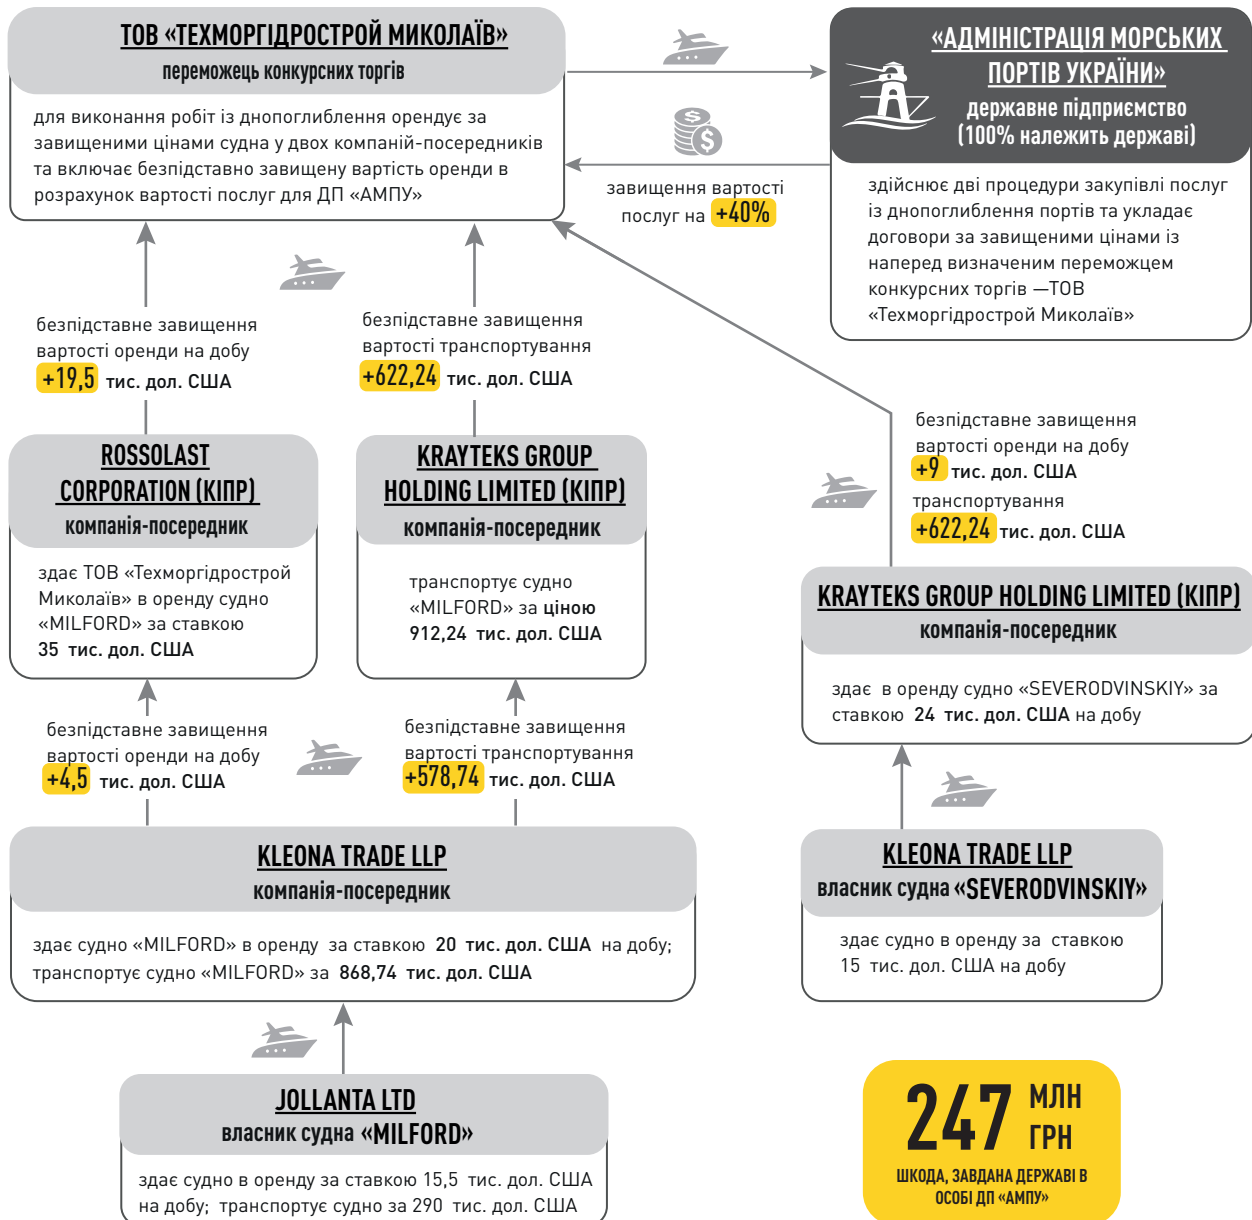 ТОВ «ТЕХМОРГІДРОСТРОЙ МИКОЛАЇВ»
переможець конкурсних торгів
для виконання робіт із днопоглиблення орендує за
завищеними цінами судна у двох компаній-посередників
та включає безпідставно завищену вартість оренди в
розрахунок вартості послуг для ДП «АМПУ»
«АДМІНІСТРАЦІЯ МОРСЬКИХ
ПОРТІВ УКРАЇНИ»
державне підприємство
(100% належить державі)
здійснює дві процедури закупівлі послуг
із днопоглиблення портів та укладає
договори за завищеними цінами із
наперед визначеним переможцем
конкурсних торгів —ТОВ
«Техморгідрострой Миколаїв»
завищення вартості
послуг на +40%
безпідставне завищення
вартості оренди на добу
+19,5 тис. дол. США
безпідставне завищення
вартості транспортування
+622,24 тис. дол. США
безпідставне завищення
вартості оренди на добу
+9 тис. дол. США
транспортування
+622,24 тис. дол. США
ROSSOLAST
CORPORATION (КІПР)
компанія-посередник
здає ТОВ «Техморгідрострой
Миколаїв» в оренду судно
«MILFORD» за ставкою
35 тис. дол. США
KRAYTEKS GROUP
HOLDING LIMITED (КІПР)
компанія-посередник
транспортує судно
«MILFORD» за ціною
912,24 тис. дол. США
KRAYTEKS GROUP HOLDING LIMITED (КІПР)
компанія-посередник
здає в оренду судно «SEVERODVINSKIY» за
ставкою 24 тис. дол. США на добу
безпідставне завищення
вартості оренди на добу
+4,5 тис. дол. США
безпідставне завищення
вартості транспортування
+578,74 тис. дол. США
KLEONA TRADE LLP
компанія-посередник
здає судно «MILFORD» в оренду за ставкою 20 тис. дол. США на добу;
транспортує судно «MILFORD» за 868,74 тис. дол. США
KLEONA TRADE LLP
власник судна «SEVERODVINSKIY»
здає судно в оренду за ставкою
15 тис. дол. США на добу
JOLLANTA LTD
власник судна «MILFORD»
здає судно в оренду за ставкою 15,5 тис. дол. США
на добу; транспортує судно за 290 тис. дол. США
247 МЛН
ГРН
ШКОДА, ЗАВДАНА ДЕРЖАВІ В
ОСОБІ ДП «АМПУ»